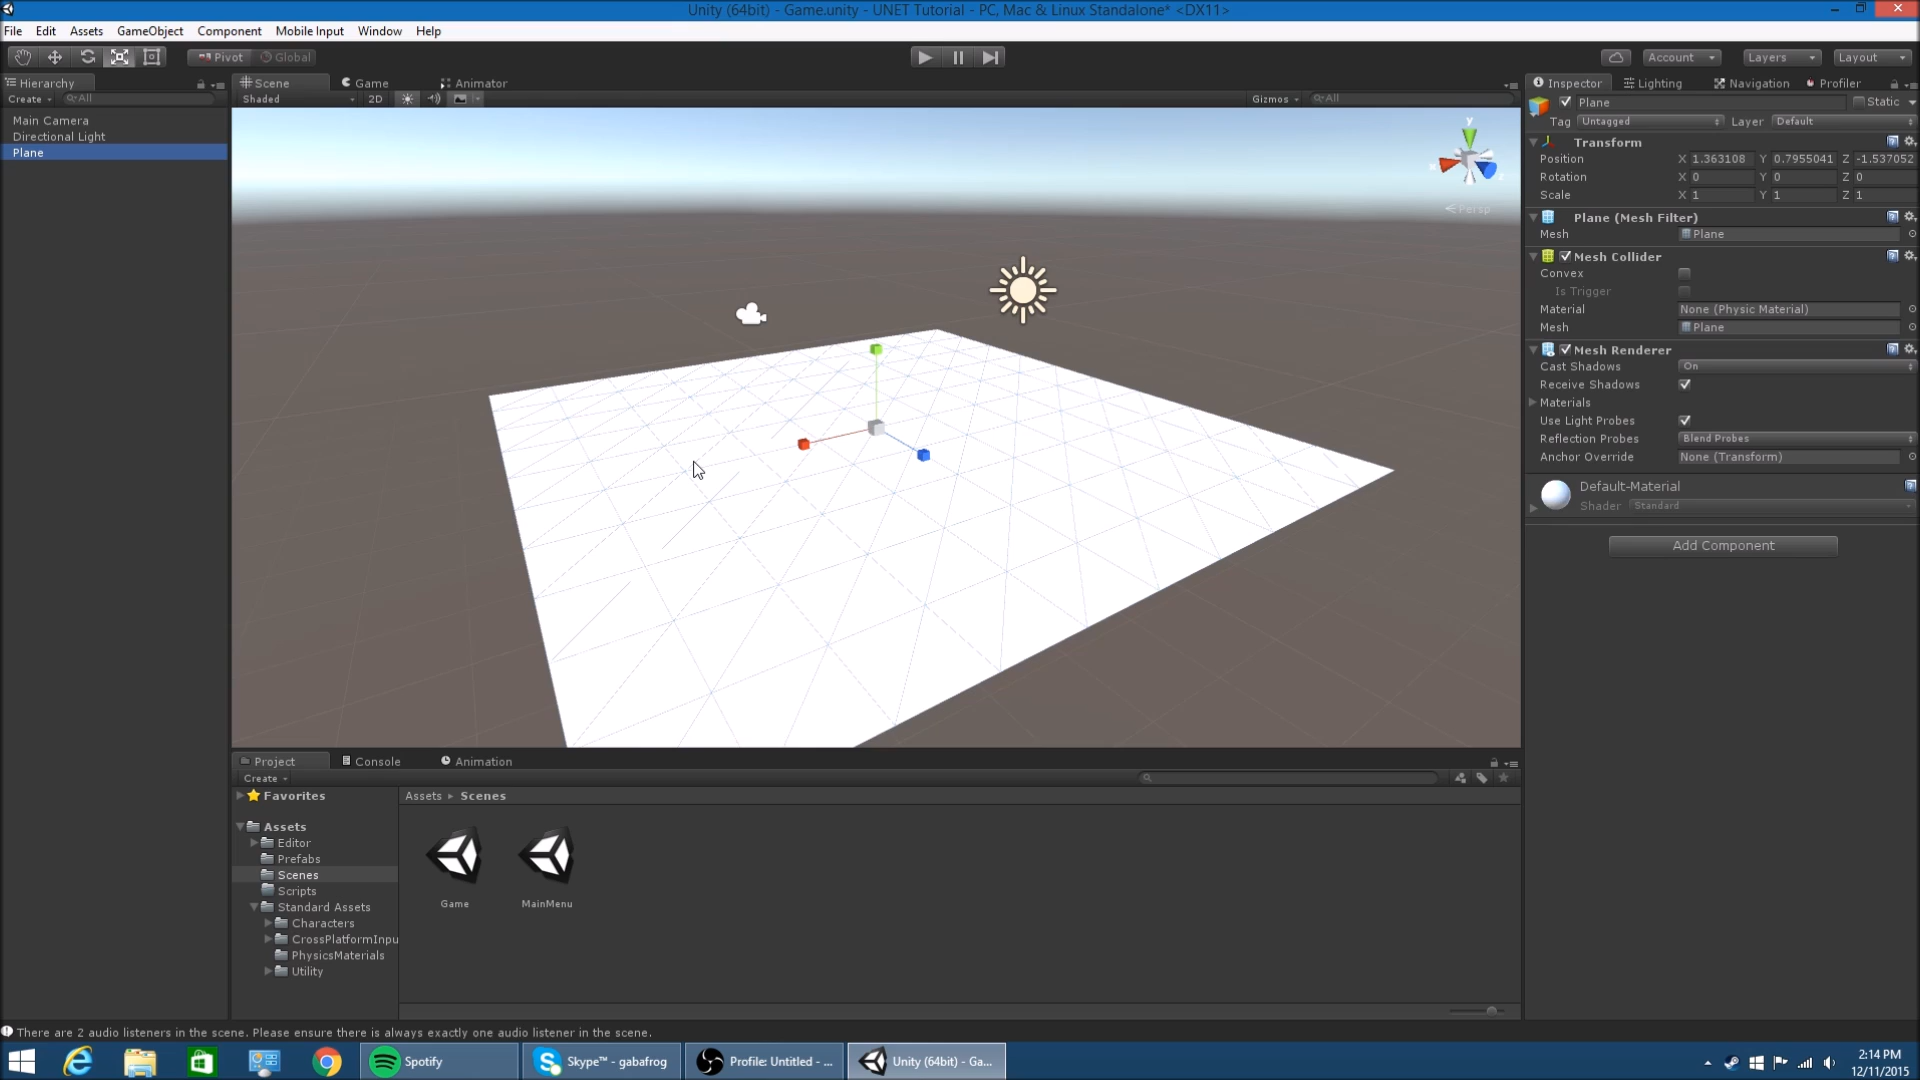 Unity (64bit) - Game.unity - UNET Tutorial - PC, Mac & Linux Standalone* <DX11>
File Edit Assets GameObject Component Mobile Input Window Help
Pivot Global Account Layers Layout
Hierarchy Scene Game Animator Inspector Lighting Navigation Profiler
Create All Shaded 2D Gizmos All
Plane Static
Tag Untagged Layer Default
Main Camera
Directional Light
Plane
y
Persp
Transform
Position X 1.363108 Y 0.7955041 Z -1.537052
Rotation X 0 Y 0 Z 0
Scale X 1 Y 1 Z 1
Plane (Mesh Filter)
Mesh Plane
Mesh Collider
Convex
Is Trigger
Material None (Physic Material)
Mesh Plane
Mesh Renderer
Cast Shadows On
Receive Shadows
Materials
Use Light Probes
Reflection Probes Blend Probes
Anchor Override None (Transform)
Default-Material
Shader Standard
Add Component
Project Console Animation
Create
Favorites
Assets
Editor
Prefabs
Scenes
Scripts
Standard Assets
Characters
CrossPlatformInpu
PhysicsMaterials
Utility
Assets Scenes
Game MainMenu
There are 2 audio listeners in the scene. Please ensure there is always exactly one audio listener in the scene.
Spotify Skype™ - gabafrog Profile: Untitled - ... Unity (64bit) - Ga...
2:14 PM
12/11/2015